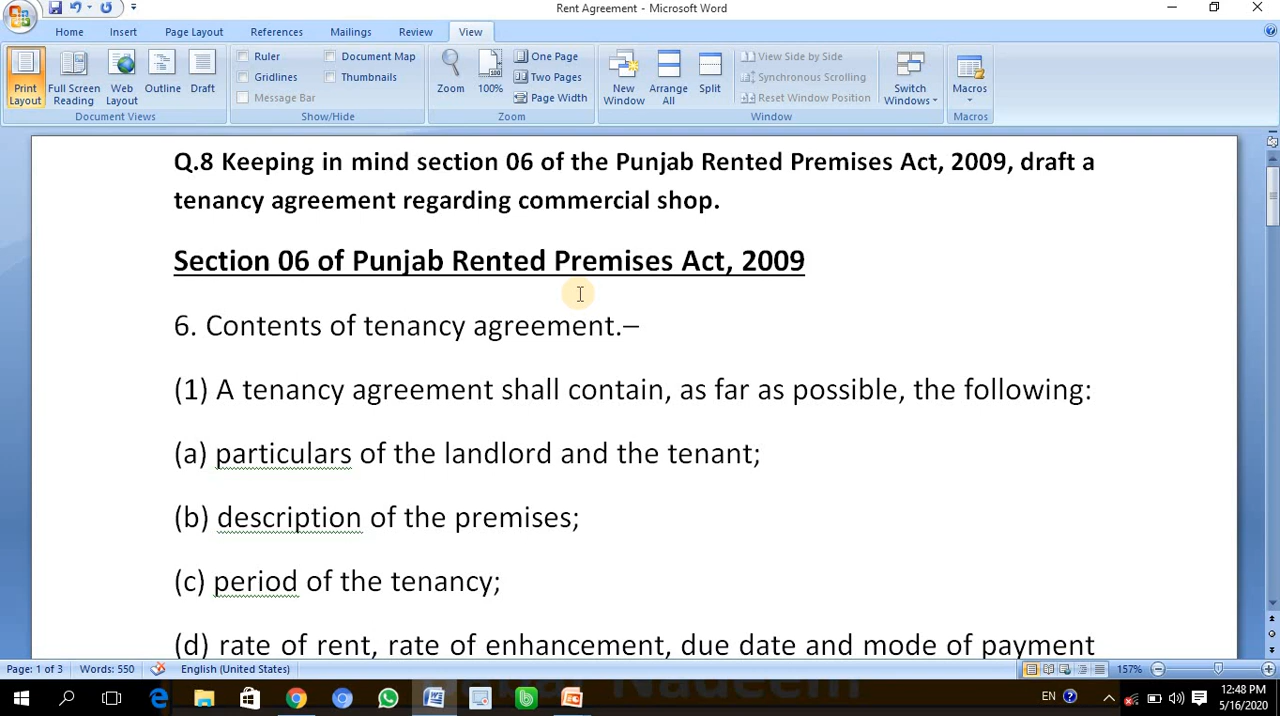 Rent Agreement - Microsoft Word
Home Insert Page Layout References Mailings Review View
Ruler Document Map One Page View Side by Side
Gridlines Thumbnails Two Pages Synchronous Scrolling
Message Bar Page Width Reset Window Position
Print Layout Full Screen Reading Web Layout Outline Draft Zoom 100% New Window Arrange All Split Switch Windows Macros
Document Views Show/Hide Zoom Window Macros
Q.8 Keeping in mind section 06 of the Punjab Rented Premises Act, 2009, draft a
tenancy agreement regarding commercial shop.
Section 06 of Punjab Rented Premises Act, 2009
6. Contents of tenancy agreement.–
(1) A tenancy agreement shall contain, as far as possible, the following:
(a) particulars of the landlord and the tenant;
(b) description of the premises;
(c) period of the tenancy;
(d) rate of rent, rate of enhancement, due date and mode of payment
Page: 1 of 3 Words: 550 English (United States) 157%
EN 12:48 PM
5/16/2020